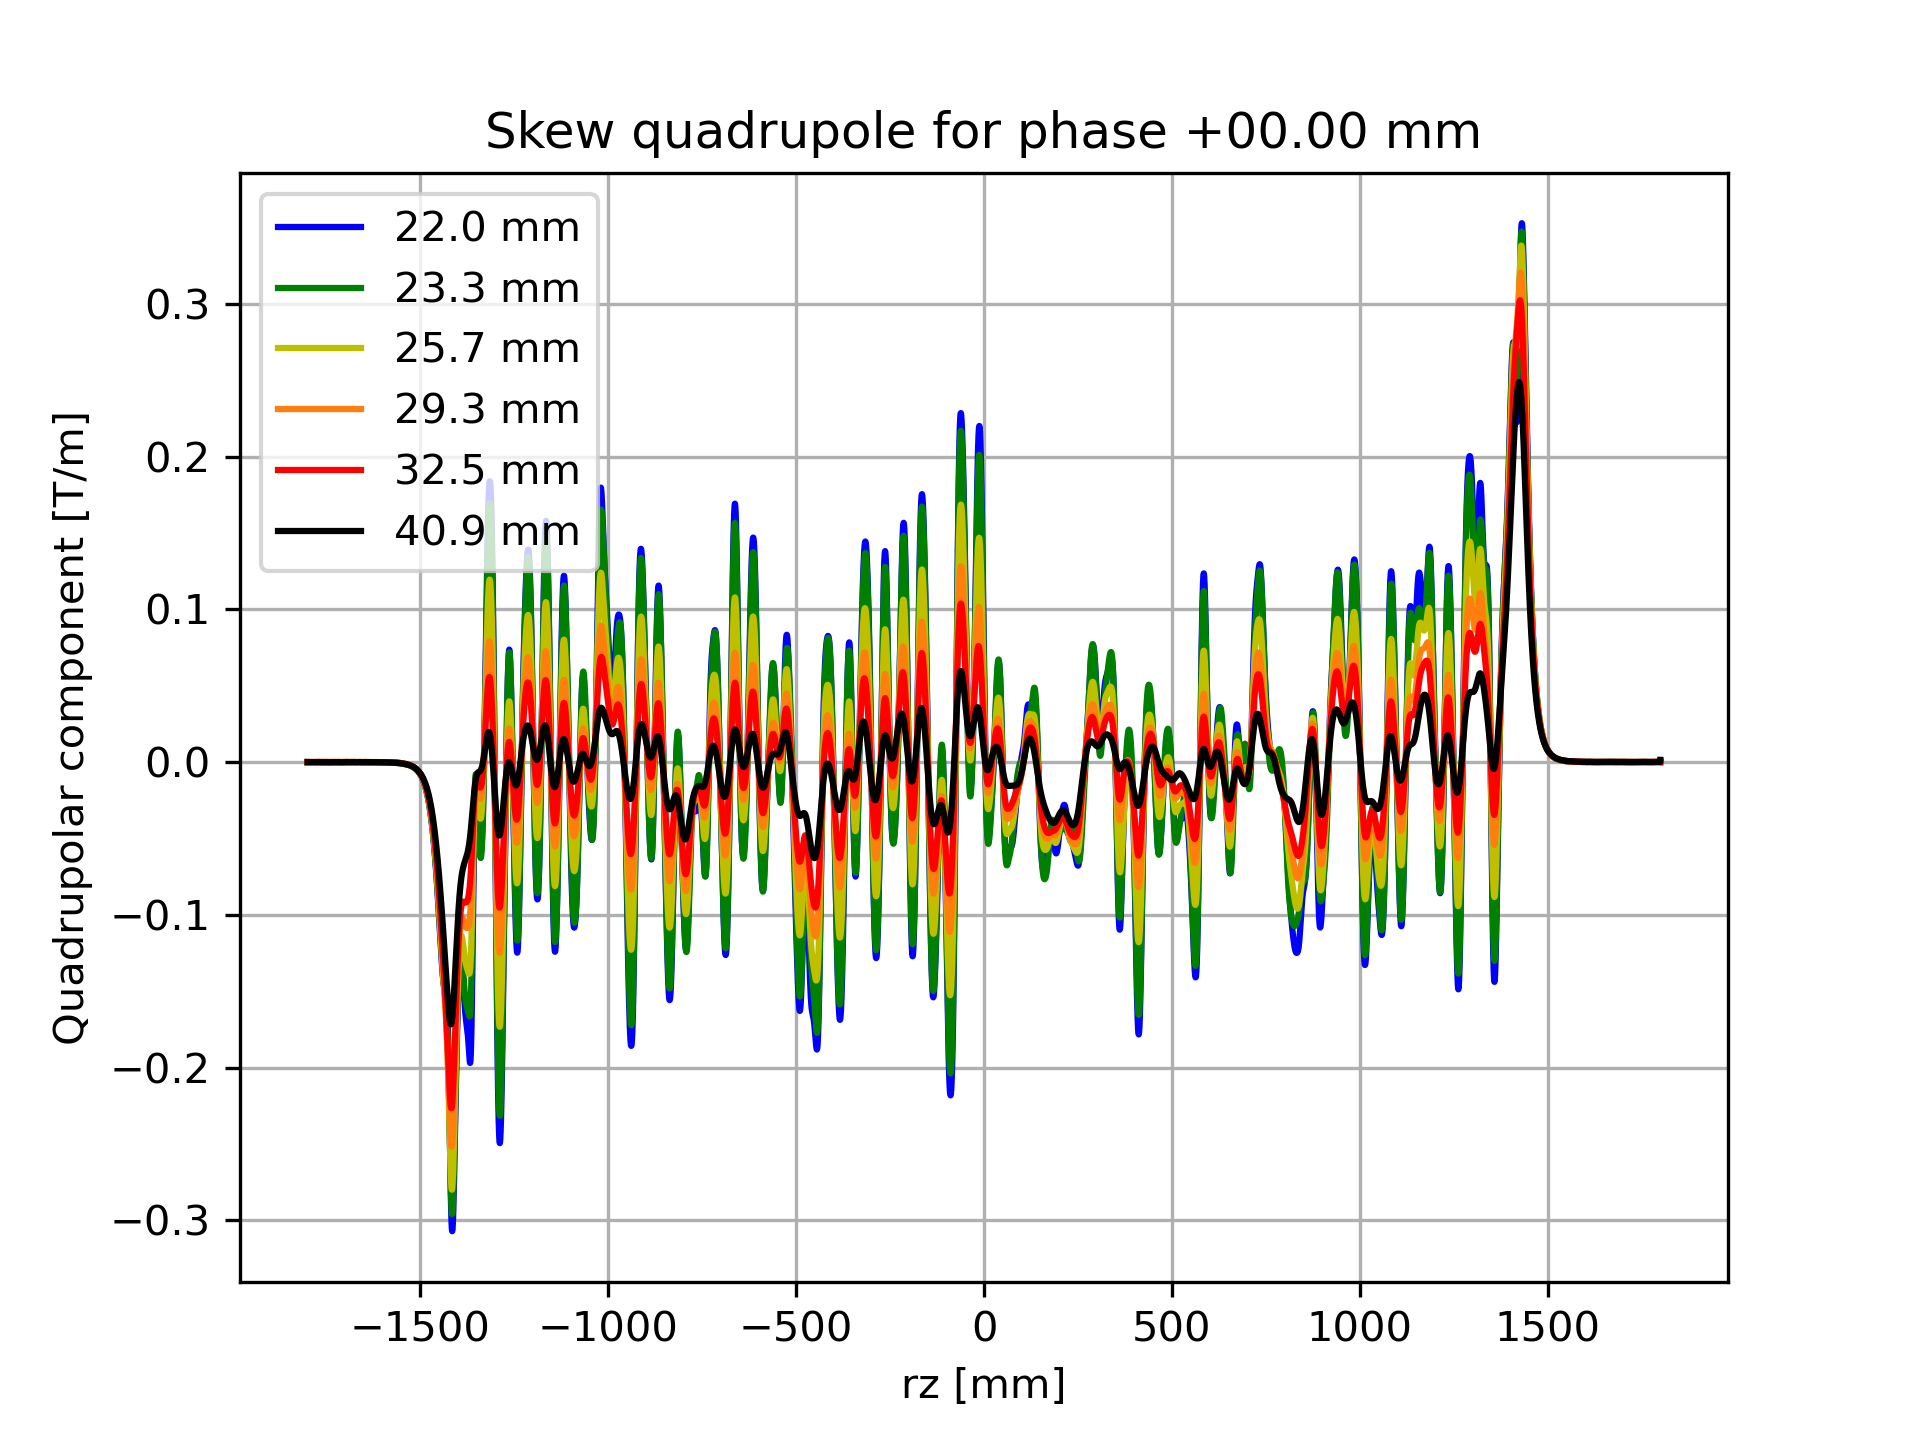 Skew quadrupole for phase +00.00 mm
22.0 mm
23.3 mm
25.7 mm
29.3 mm
32.5 mm
40.9 mm
Quadrupolar component [T/m]
0.3
0.2
0.1
0.0
−0.1
−0.2
−0.3
−1500 −1000 −500 0 500 1000 1500
rz [mm]